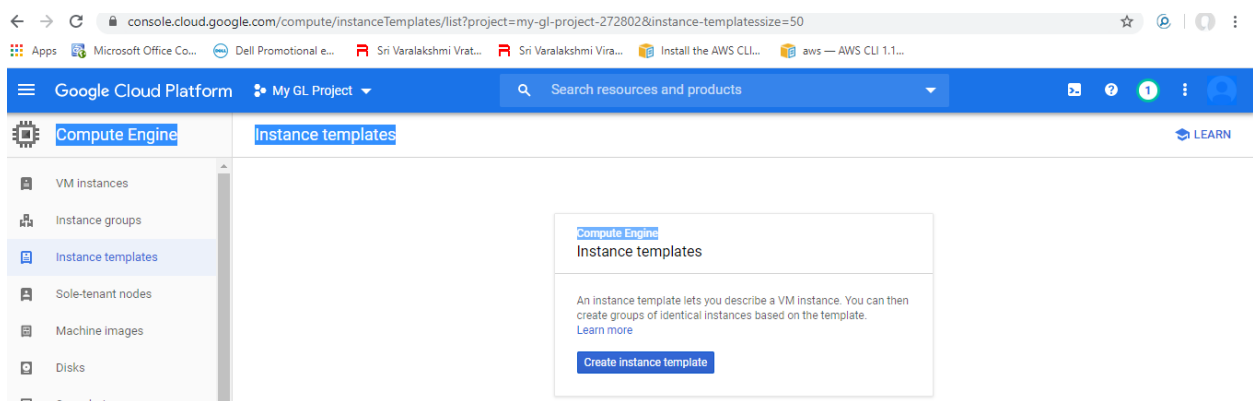 console.cloud.google.com/compute/instanceTemplates/list?project=my-gl-project-272802&instance-templatessize=50
Apps Microsoft Office Co... Dell Promotional e... Sri Varalakshmi Vrat... Sri Varalakshmi Vira... Install the AWS CLI... aws — AWS CLI 1.1...
Google Cloud Platform My GL Project Search resources and products 1
Compute Engine Instance templates LEARN
VM instances
Instance groups
Instance templates
Sole-tenant nodes
Machine images
Disks
Compute Engine
Instance templates
An instance template lets you describe a VM instance. You can then
create groups of identical instances based on the template.
Learn more
Create instance template